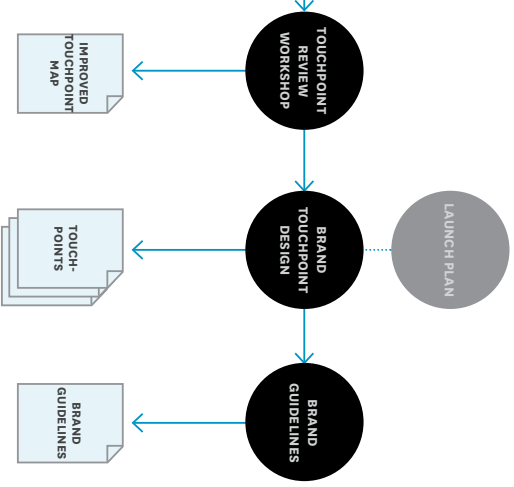 TOUCHPOINT
REVIEW
WORKSHOP
IMPROVED
TOUCHPOINT
MAP
LAUNCH PLAN
BRAND
TOUCHPOINT
DESIGN
TOUCH-
POINTS
BRAND
GUIDELINES
BRAND
GUIDELINES